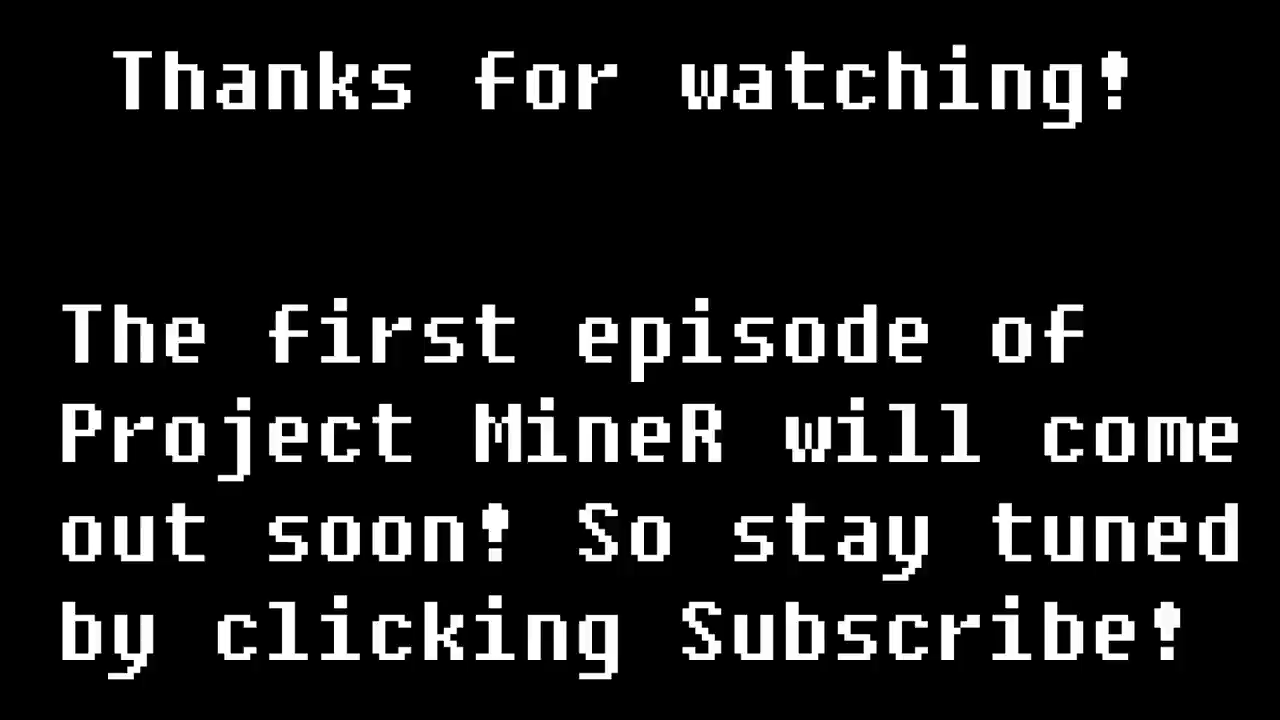 Thanks for watching!
The first episode of
Project MineR will come
out soon! So stay tuned
by clicking Subscribe!